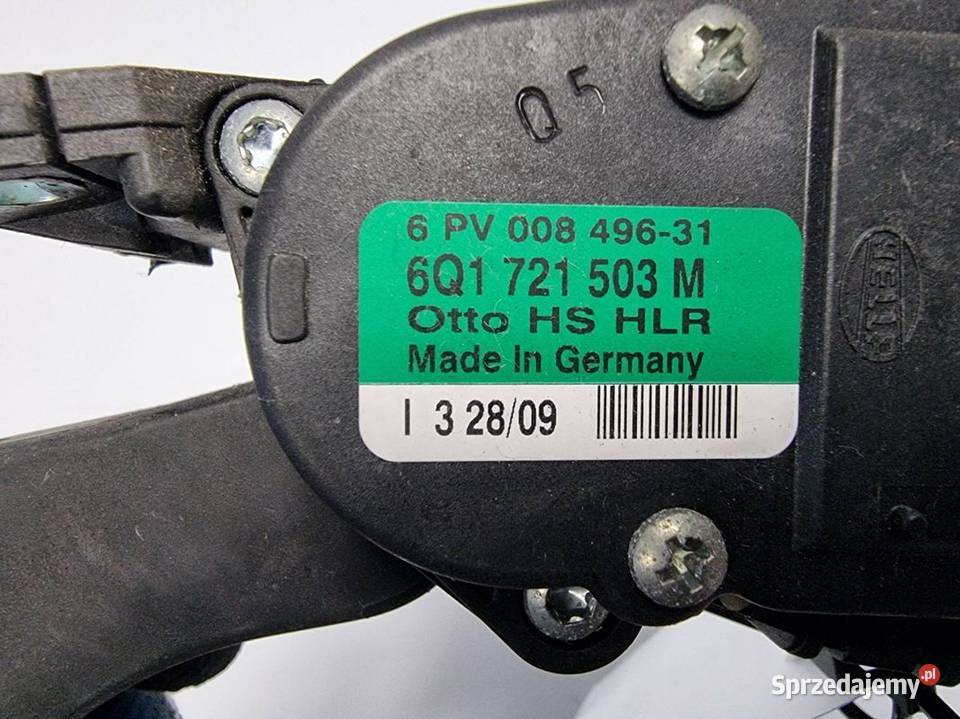 Q5
6 PV 008 496-31
6Q1 721 503 M
Otto HS HLR
Made In Germany
I 3 28/09
HELLA
Sprzedajemy.pl